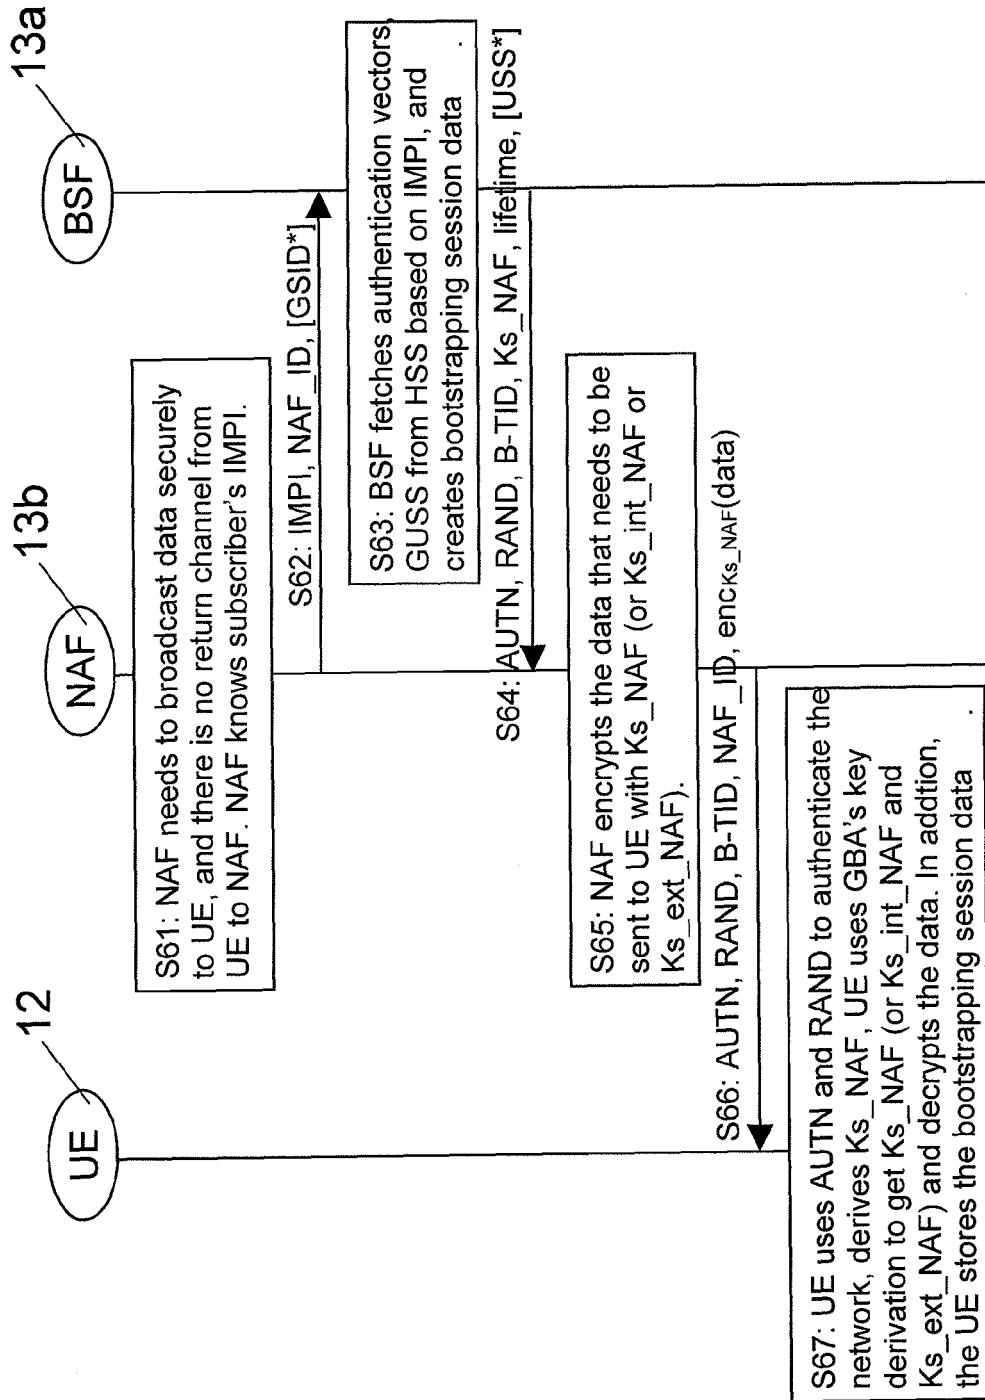 12
UE
13b
NAF
13a
BSF
S61: NAF needs to broadcast data securely
to UE, and there is no return channel from
UE to NAF. NAF knows subscriber's IMPI.
S62: IMPI, NAF_ID, [GSID*]
S63: BSF fetches authentication vectors,
GUSS from HSS based on IMPI, and
creates bootstrapping session data .
S64: AUTN, RAND, B-TID, Ks_NAF, lifetime, [USS*]
S65: NAF encrypts the data that needs to be
sent to UE with Ks_NAF (or Ks_int_NAF or
Ks_ext_NAF).
S66: AUTN, RAND, B-TID, NAF_ID, encKs_NAF(data)
S67: UE uses AUTN and RAND to authenticate the
network, derives Ks_NAF, UE uses GBA's key
derivation to get Ks_NAF (or Ks_int_NAF and
Ks_ext_NAF) and decrypts the data. In addtion,
the UE stores the bootstrapping session data .